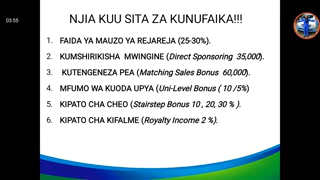 03:55
NJIA KUU SITA ZA KUNUFAIKA!!!
1. FAIDA YA MAUZO YA REJAREJA (25-30%).
2. KUMSHIRIKISHA MWINGINE (Direct Sponsoring 35,000).
3. KUTENGENEZA PEA (Matching Sales Bonus 60,000).
4. MFUMO WA KUODA UPYA (Uni-Level Bonus ( 10 /5%)
5. KIPATO CHA CHEO (Stairstep Bonus 10 , 20, 30 % ).
6. KIPATO CHA KIFALME (Royalty Income 2 %).